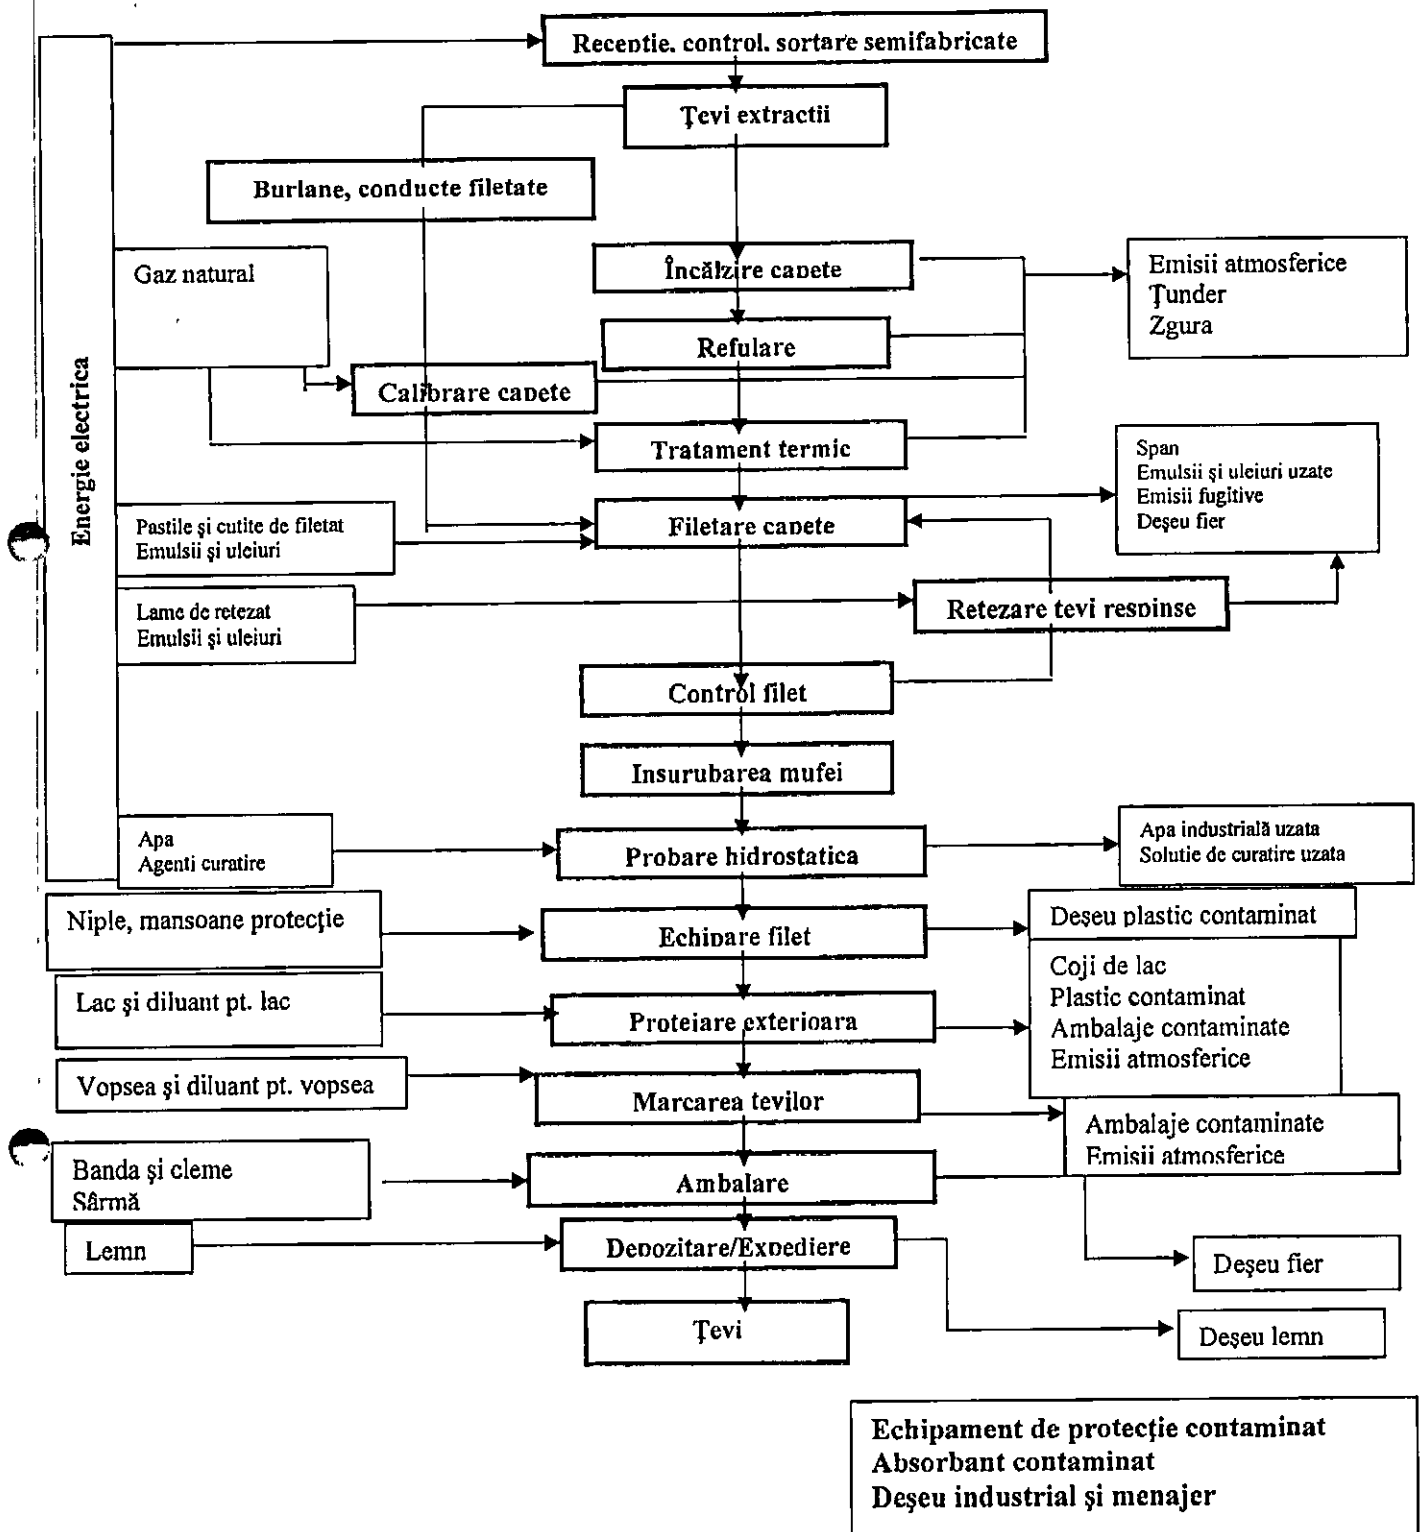 Receptie, control, sortare semifabricate
Ţevi extractii
Burlane, conducte filetate
Energie electrica
Gaz natural
Încălzire capete
Emisii atmosferice
Ţunder
Zgura
Refulare
Calibrare capete
Tratament termic
Span
Emulsii şi uleiuri uzate
Emisii fugitive
Deşeu fier
Pastile şi cutite de filetat
Emulsii şi uleiuri
Filetare capete
Lame de retezat
Emulsii şi uleiuri
Retezare tevi respinse
Control filet
Insurubarea mufei
Apa
Agenti curatire
Probare hidrostatica
Apa industrială uzata
Solutie de curatire uzata
Niple, mansoane protecţie
Echipare filet
Deşeu plastic contaminat
Lac şi diluant pt. lac
Protejare exterioara
Coji de lac
Plastic contaminat
Ambalaje contaminate
Emisii atmosferice
Vopsea şi diluant pt. vopsea
Marcarea tevilor
Ambalaje contaminate
Emisii atmosferice
Banda şi cleme
Sârmă
Ambalare
Lemn
Depozitare/Expediere
Deşeu fier
Ţevi
Deşeu lemn
Echipament de protecţie contaminat
Absorbant contaminat
Deşeu industrial şi menajer